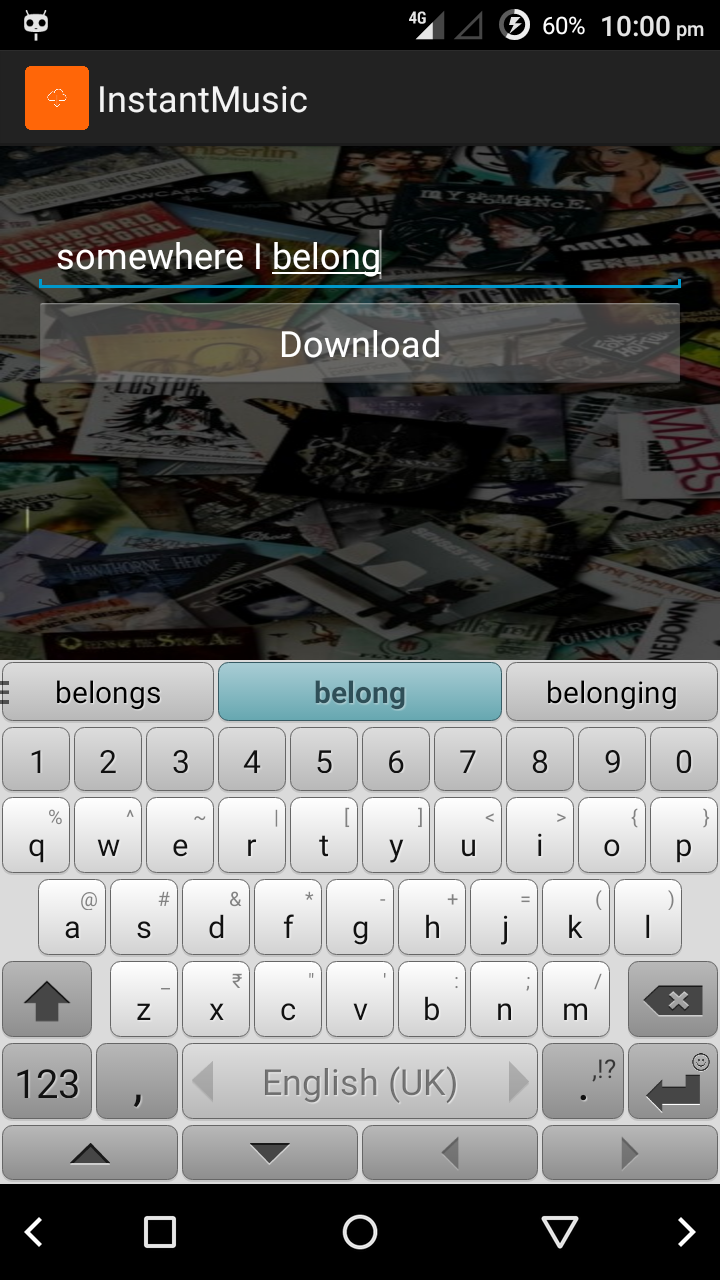 4G 60% 10:00 pm
InstantMusic
somewhere I belong
Download
belongs belong belonging
1 2 3 4 5 6 7 8 9 0
% ^ ~ | [ ] < > { }
q w e r t y u i o p
@ # & * - + = ( )
a s d f g h j k l
_ ₹ " ' : ; /
z x c v b n m
123 , English (UK) . ,!?